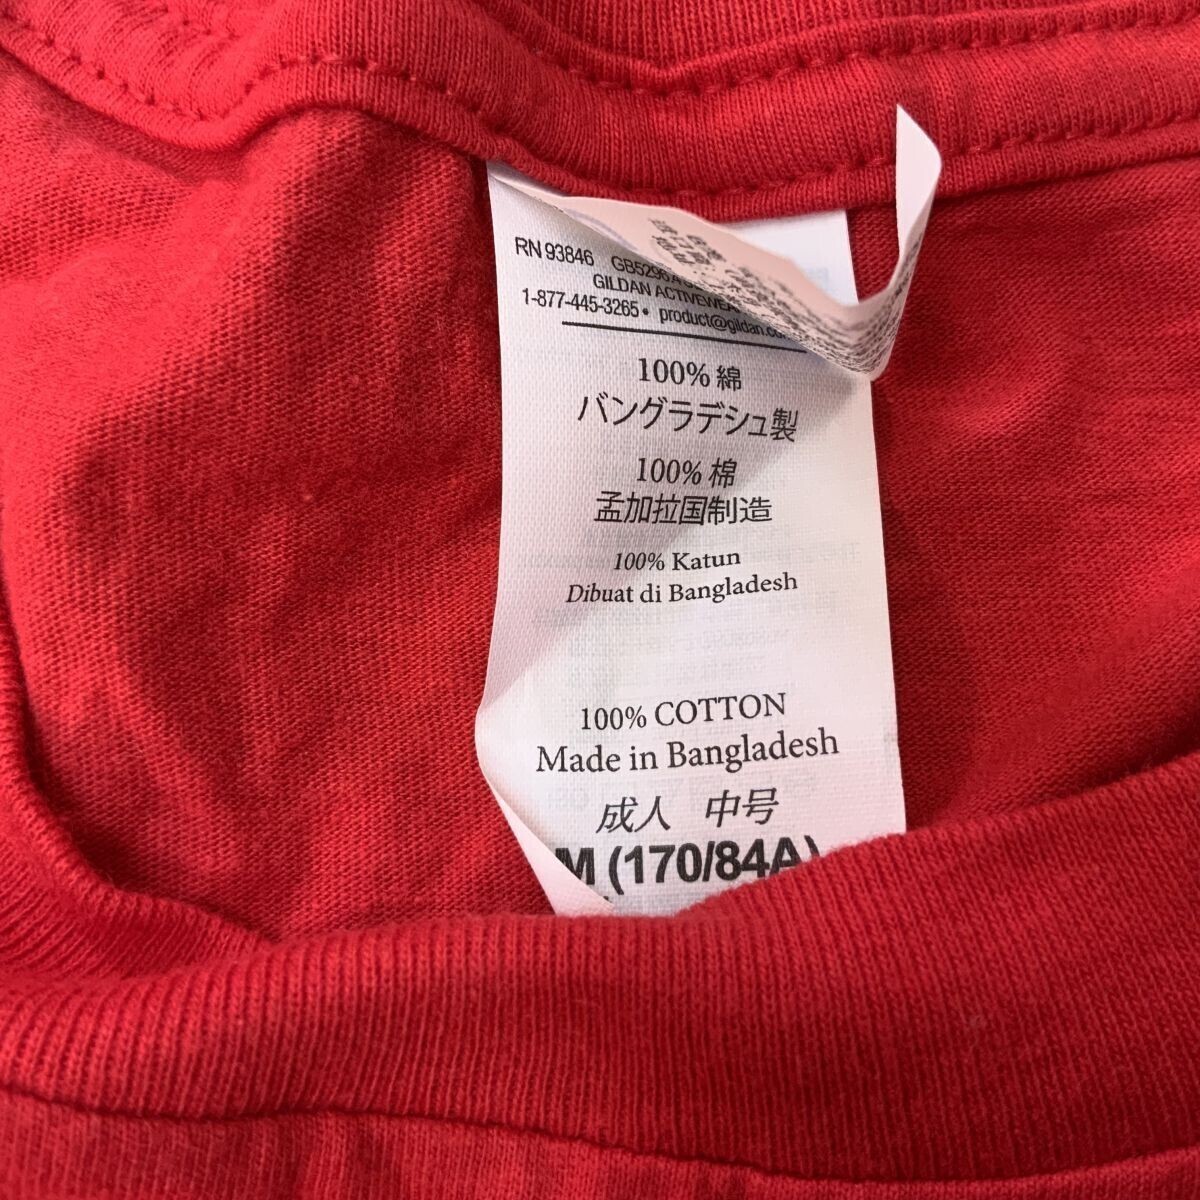 RN 93846 GB5296
GILDAN
1-877-445-3265 • product@gildan.co
100% 綿
バングラデシュ製
100% 棉
孟加拉国制造
100% Katun
Dibuat di Bangladesh
100% COTTON
Made in Bangladesh
成人 中号
M (170/84A)